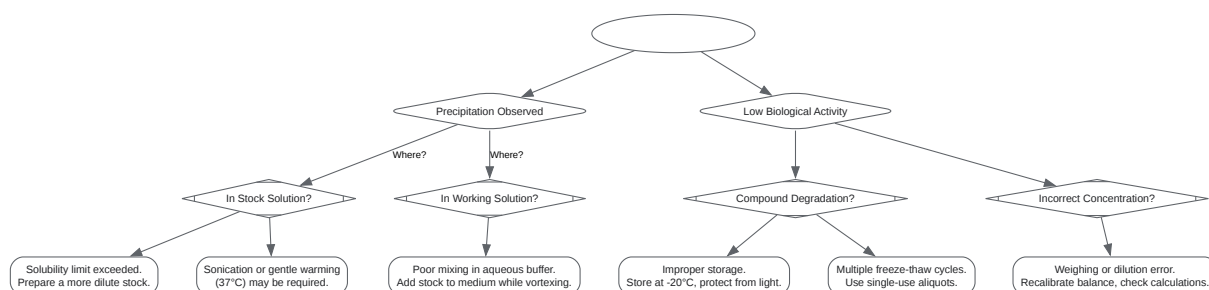 Precipitation Observed
Low Biological Activity
Where?
Where?
In Stock Solution?
In Working Solution?
Compound Degradation?
Incorrect Concentration?
Solubility limit exceeded.
Prepare a more dilute stock.
Sonication or gentle warming
(37°C) may be required.
Poor mixing in aqueous buffer.
Add stock to medium while vortexing.
Improper storage.
Store at -20°C, protect from light.
Multiple freeze-thaw cycles.
Use single-use aliquots.
Weighing or dilution error.
Recalibrate balance, check calculations.